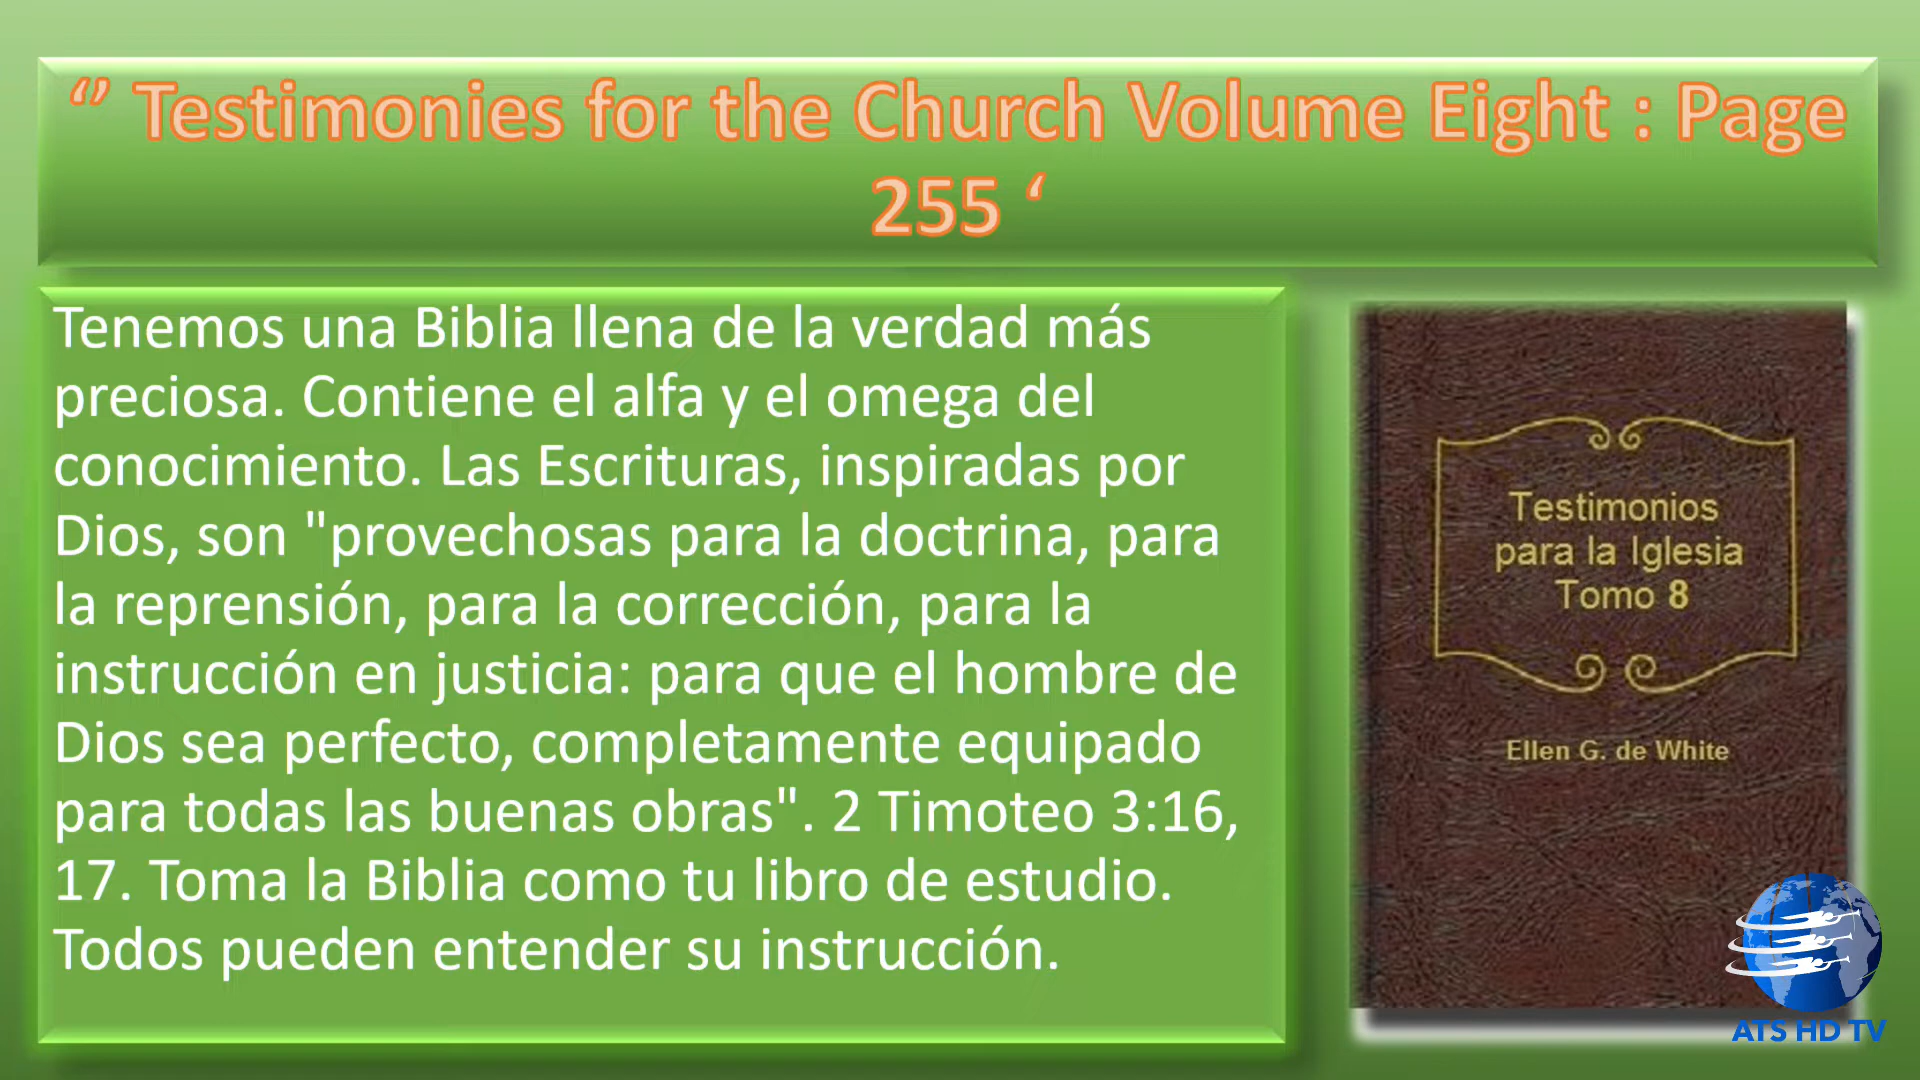 ‘’ Testimonies for the Church Volume Eight : Page
255 ‘
Tenemos una Biblia llena de la verdad más
preciosa. Contiene el alfa y el omega del
conocimiento. Las Escrituras, inspiradas por
Dios, son "provechosas para la doctrina, para
la reprensión, para la corrección, para la
instrucción en justicia: para que el hombre de
Dios sea perfecto, completamente equipado
para todas las buenas obras". 2 Timoteo 3:16,
17. Toma la Biblia como tu libro de estudio.
Todos pueden entender su instrucción.
Testimonios
para la Iglesia
Tomo 8
Ellen G. de White
ATS HD TV